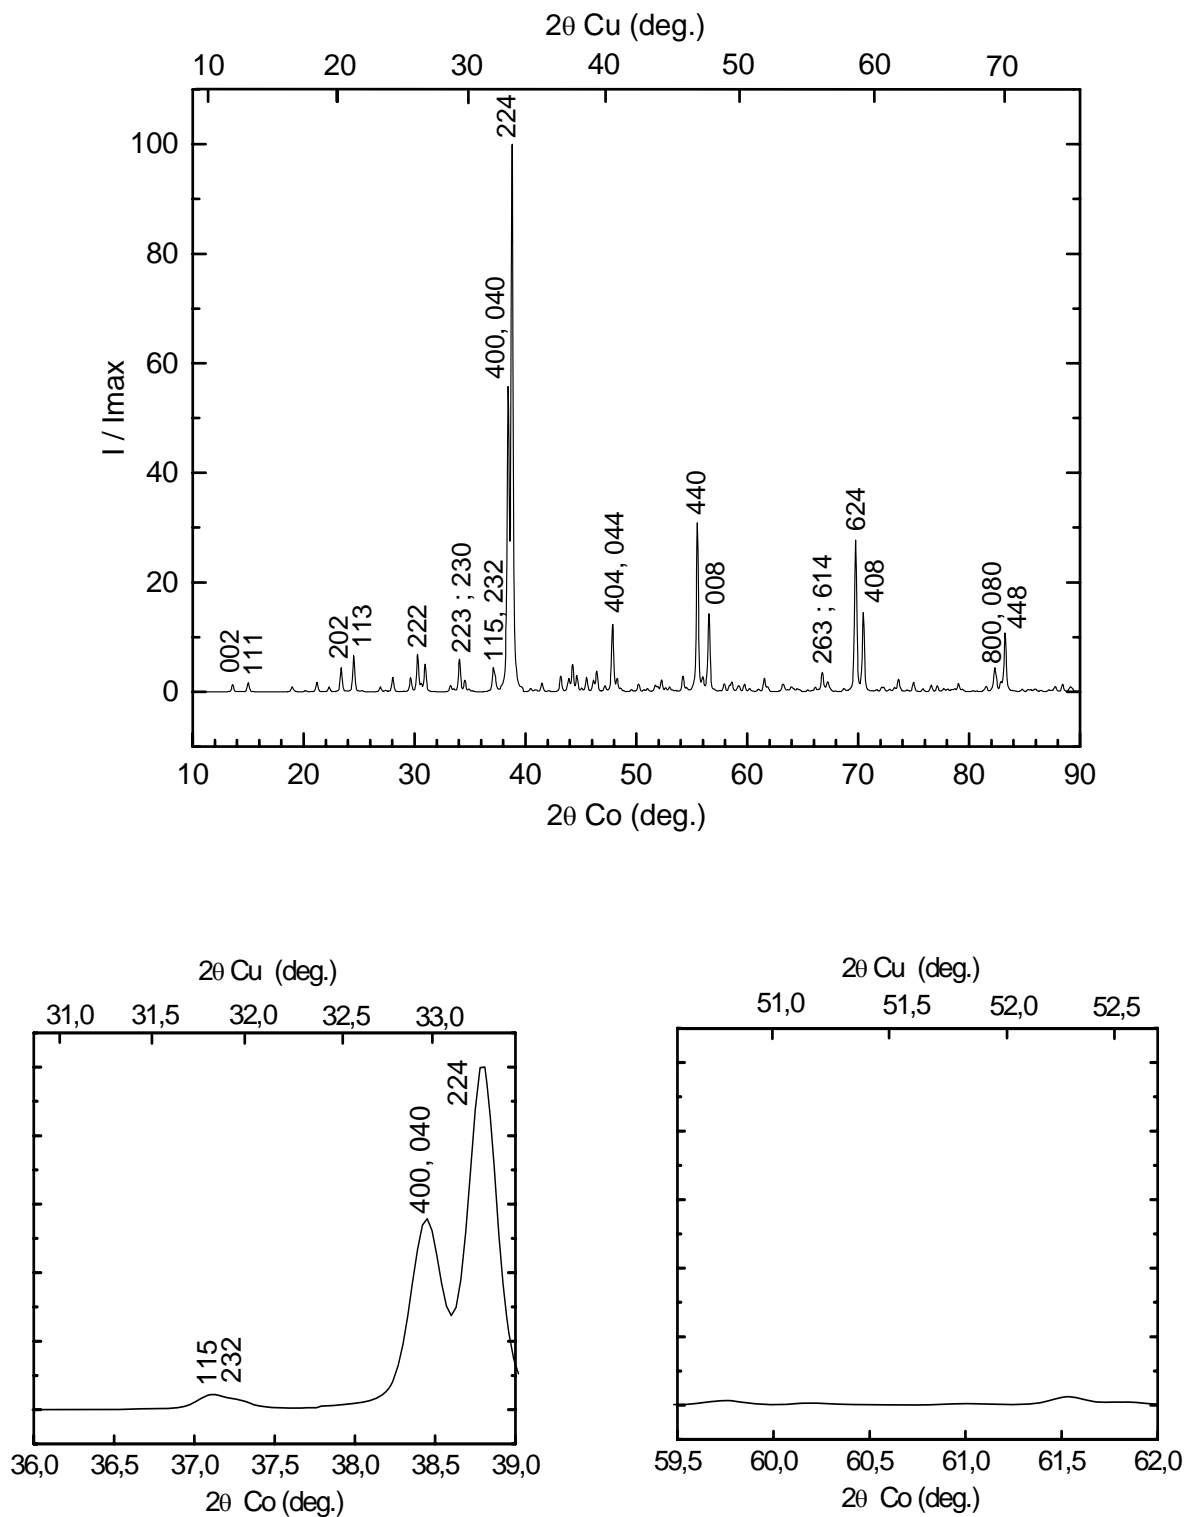 2θ Cu (deg.)
10 20 30 40 50 60 70
100
80
60
40
20
0
I / Imax
002
111
202
113
222
223 ; 230
115, 232
400, 040
224
404, 044
440
008
263 ; 614
624
408
800, 080
448
10 20 30 40 50 60 70 80 90
2θ Co (deg.)
2θ Cu (deg.)
31,0 31,5 32,0 32,5 33,0
115
232
400, 040
224
36,0 36,5 37,0 37,5 38,0 38,5 39,0
2θ Co (deg.)
2θ Cu (deg.)
51,0 51,5 52,0 52,5
59,5 60,0 60,5 61,0 61,5 62,0
2θ Co (deg.)